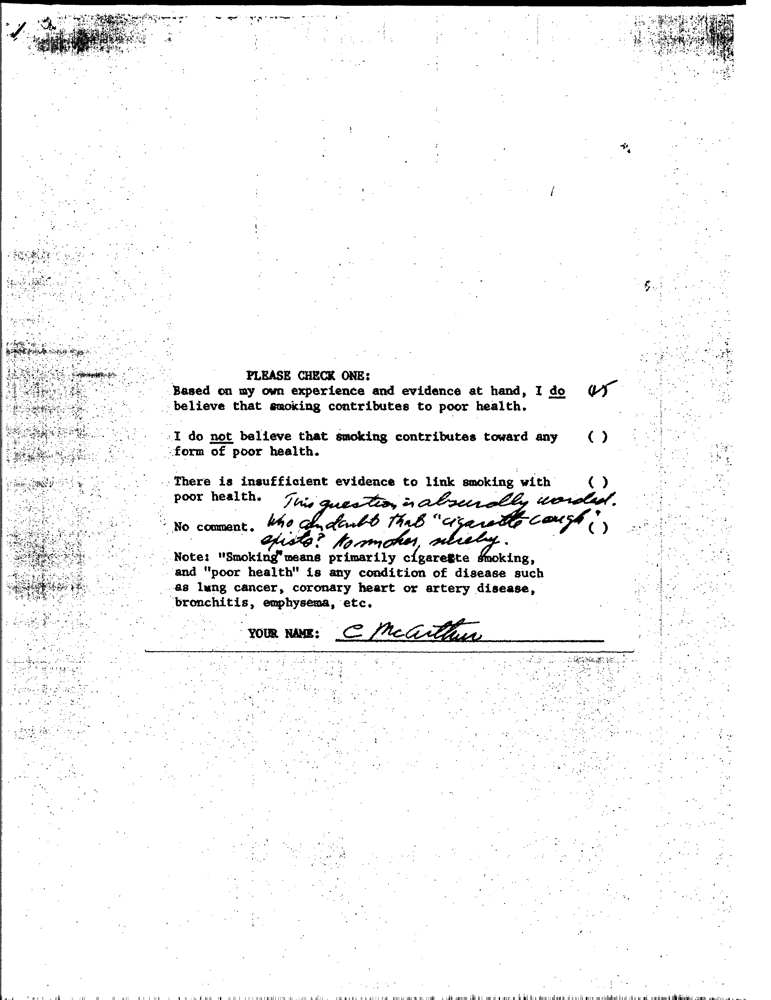 PLEASE CHECK ONE:
Based on my own experience and evidence at hand, I do (✓)
believe that smoking contributes to poor health.
I do not believe that smoking contributes toward any ( )
form of poor health.
There is insufficient evidence to link smoking with ( )
poor health. This question is absurdly worded.
No comment. Who can doubt that "cigarette cough" ( )
exists? No smoker, surely.
Note: "Smoking" means primarily cigarette smoking,
and "poor health" is any condition of disease such
as lung cancer, coronary heart or artery disease,
bronchitis, emphysema, etc.
YOUR NAME: C McArthur